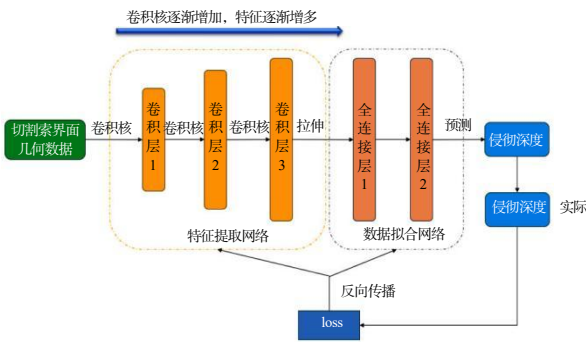 卷积核逐渐增加，特征逐渐增多
切割索界面
几何数据
卷积核
卷积层1
卷积核
卷积层2
卷积核
卷积层3
拉伸
全连接层1
全连接层2
预测
侵彻深度
侵彻深度
实际
特征提取网络
数据拟合网络
反向传播
loss